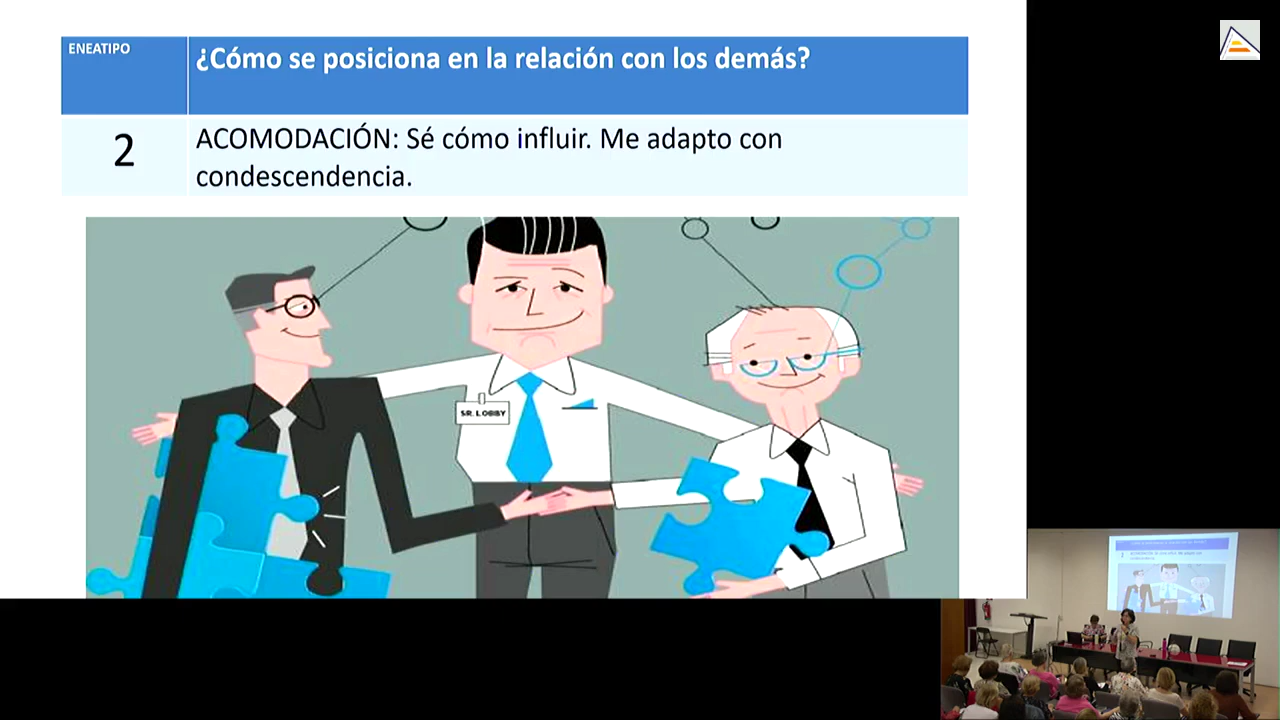 ENEATIPO
¿Cómo se posiciona en la relación con los demás?
2
ACOMODACIÓN: Sé cómo influir. Me adapto con
condescendencia.
SR. LOBBY